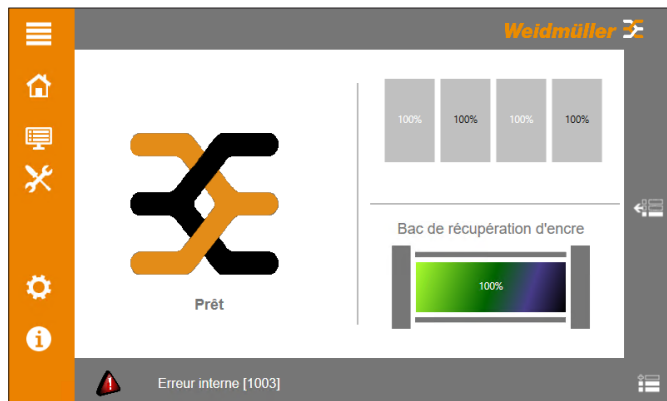 Weidmüller
100%
100%
100%
100%
Bac de récupération d'encre
100%
Prêt
Erreur interne [1003]